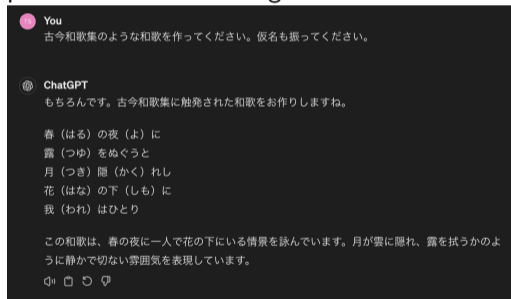 You
古今和歌集のような和歌を作ってください。仮名も振ってください。
ChatGPT
もちろんです。古今和歌集に触発された和歌をお作りしますね。
春（はる）の夜（よ）に
露（つゆ）をぬぐうと
月（つき）隠（かく）れし
花（はな）の下（しも）に
我（われ）はひとり
この和歌は、春の夜に一人で花の下にいる情景を詠んでいます。月が雲に隠れ、露を拭うかのよ
うに静かで切ない雰囲気を表現しています。